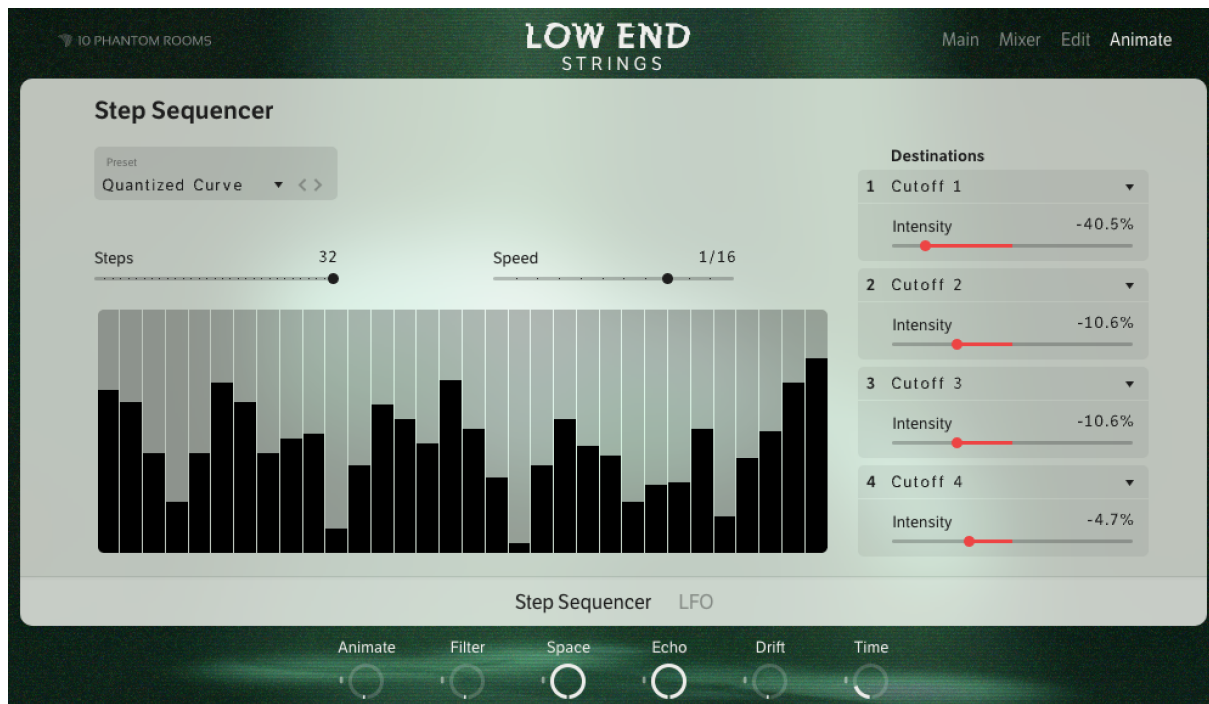 10 PHANTOM ROOMS
LOW END
STRINGS
Main Mixer Edit Animate
Step Sequencer
Preset
Quantized Curve
Steps 32
Speed 1/16
Destinations
1 Cutoff 1
Intensity -40.5%
2 Cutoff 2
Intensity -10.6%
3 Cutoff 3
Intensity -10.6%
4 Cutoff 4
Intensity -4.7%
Step Sequencer LFO
Animate Filter Space Echo Drift Time